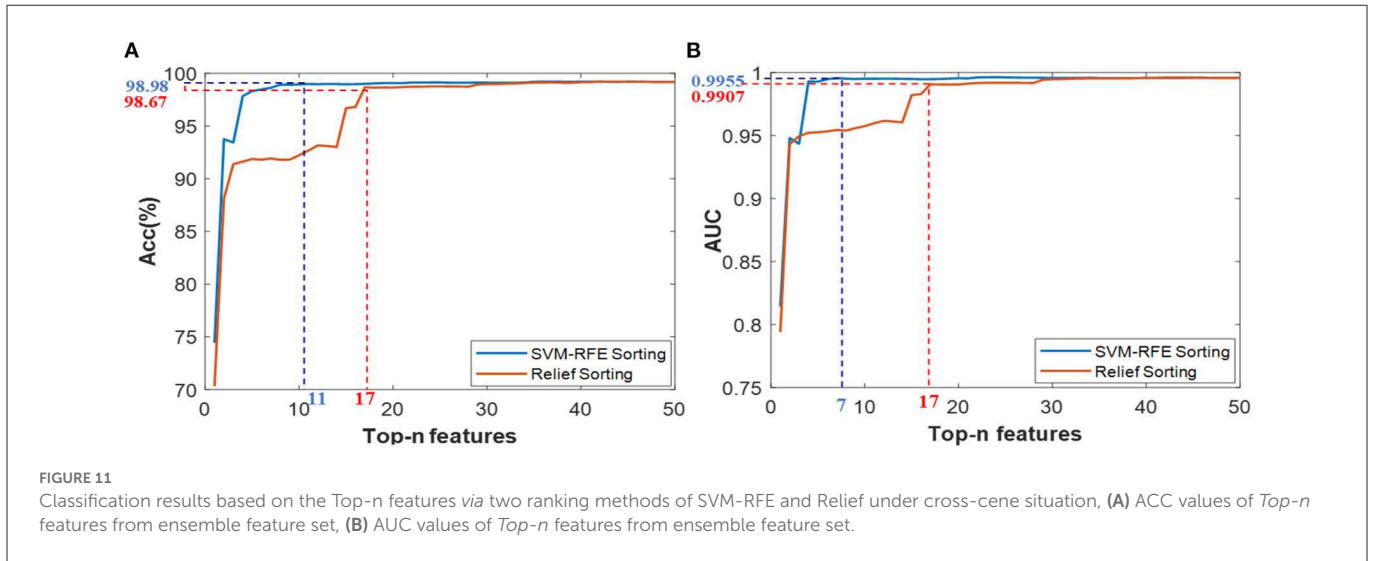 A
98.98
98.67
100
95
90
85
80
75
70
Acc(%)
SVM-RFE Sorting
Relief Sorting
0
10
11
17
20
30
40
50
Top-n features
B
0.9955
0.9907
1
0.95
0.9
0.85
0.8
0.75
AUC
SVM-RFE Sorting
Relief Sorting
0
7
10
17
20
30
40
50
Top-n features
FIGURE 11
Classification results based on the Top-n features via two ranking methods of SVM-RFE and Relief under cross-cene situation, (A) ACC values of Top-n
features from ensemble feature set, (B) AUC values of Top-n features from ensemble feature set.